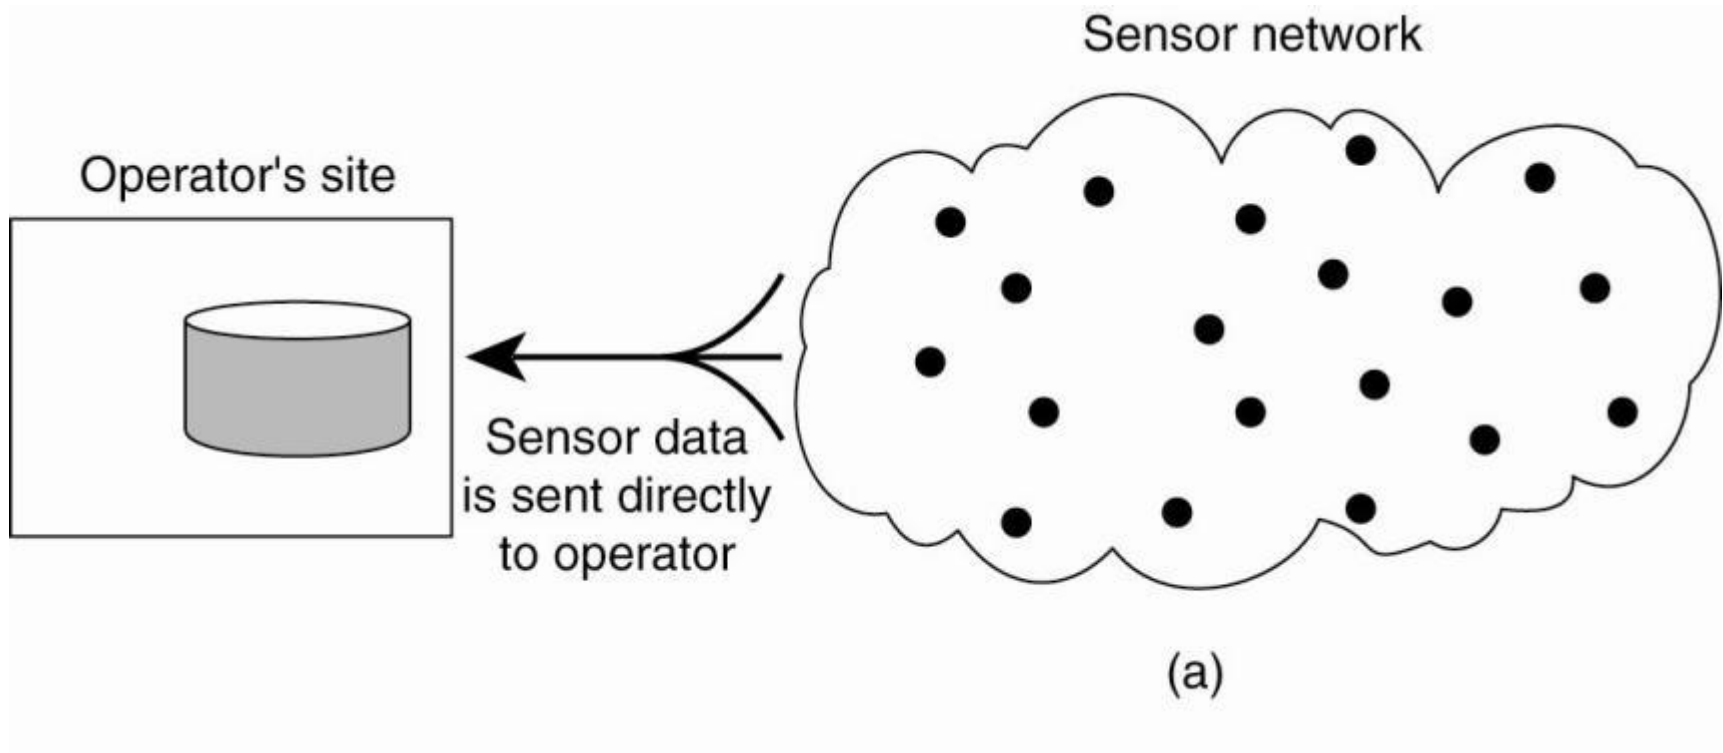 Sensor network
Operator's site
Sensor data
is sent directly
to operator
(a)